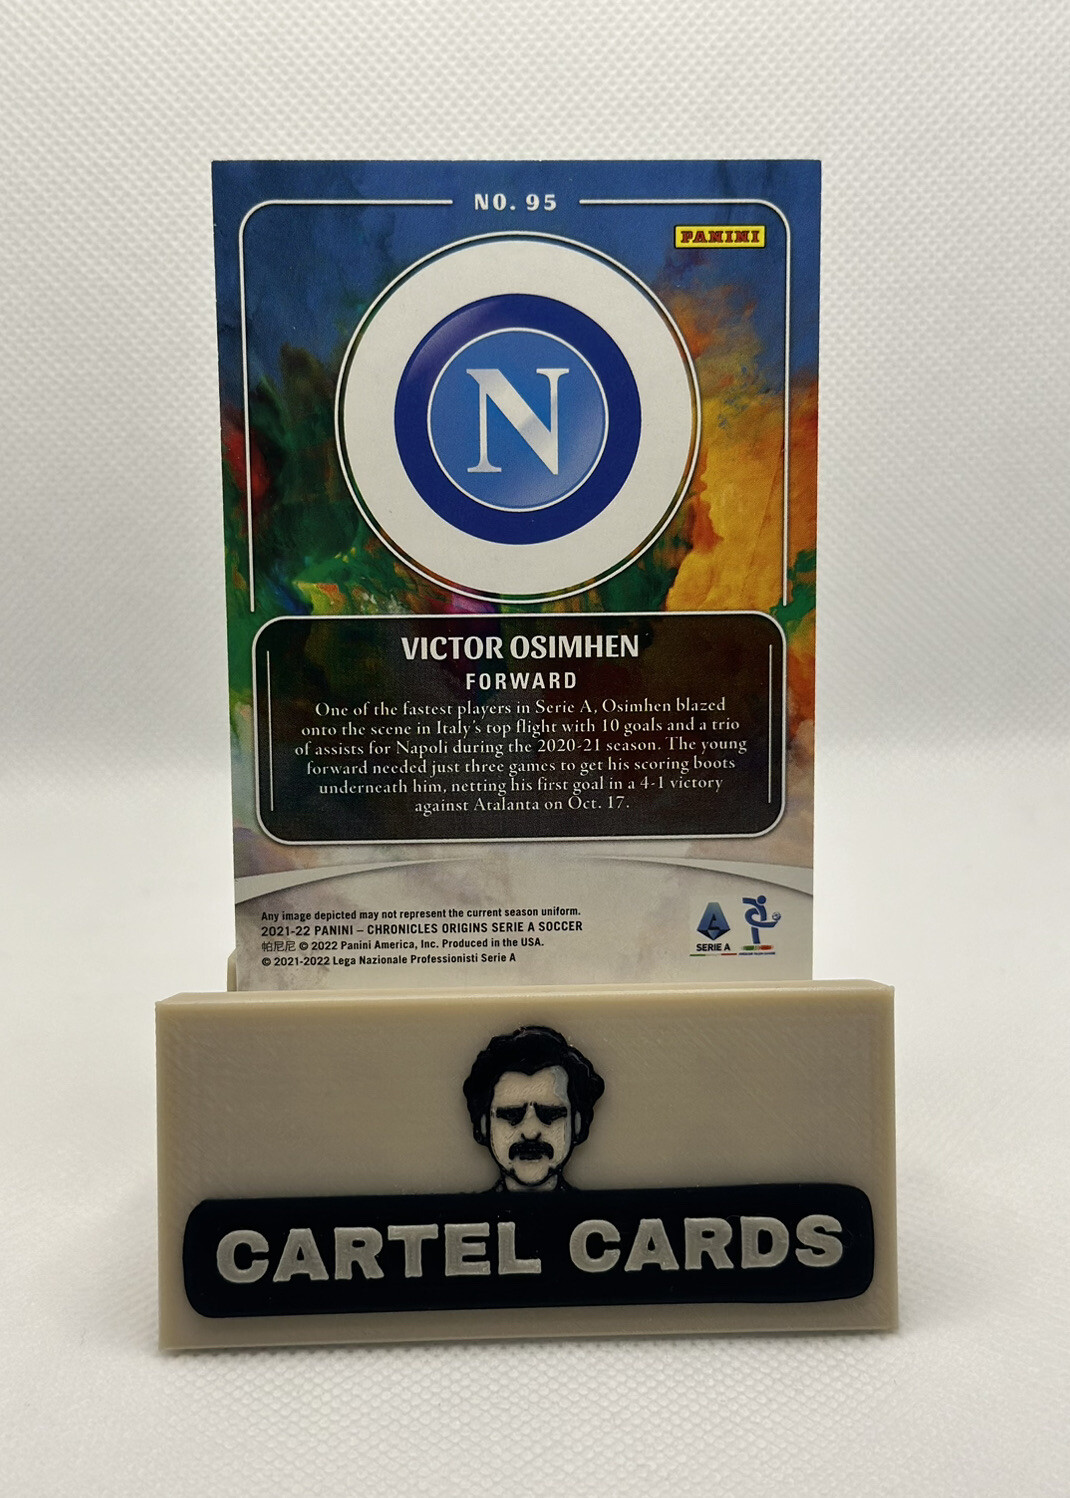 NO. 95
PANINI
N
VICTOR OSIMHEN
FORWARD
One of the fastest players in Serie A, Osimhen blazed
onto the scene in Italy's top flight with 10 goals and a trio
of assists for Napoli during the 2020-21 season. The young
forward needed just three games to get his scoring boots
underneath him, netting his first goal in a 4-1 victory
against Atalanta on Oct. 17.
Any image depicted may not represent the current season uniform.
2021-22 PANINI – CHRONICLES ORIGINS SERIE A SOCCER
帕尼尼 © 2022 Panini America, Inc. Produced in the USA.
© 2021-2022 Lega Nazionale Professionisti Serie A
SERIE A
CARTEL CARDS